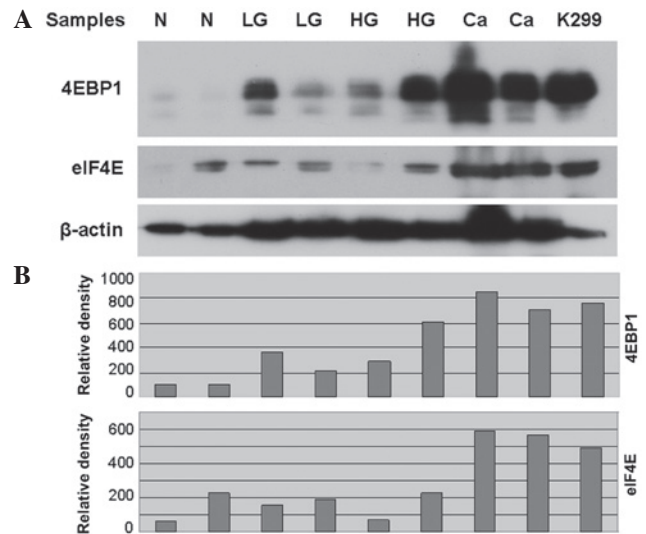 A Samples N N LG LG HG HG Ca Ca K299
4EBP1
eIF4E
β-actin
B
Relative density
1000
800
600
400
200
0
4EBP1
Relative density
600
400
200
0
eIF4E